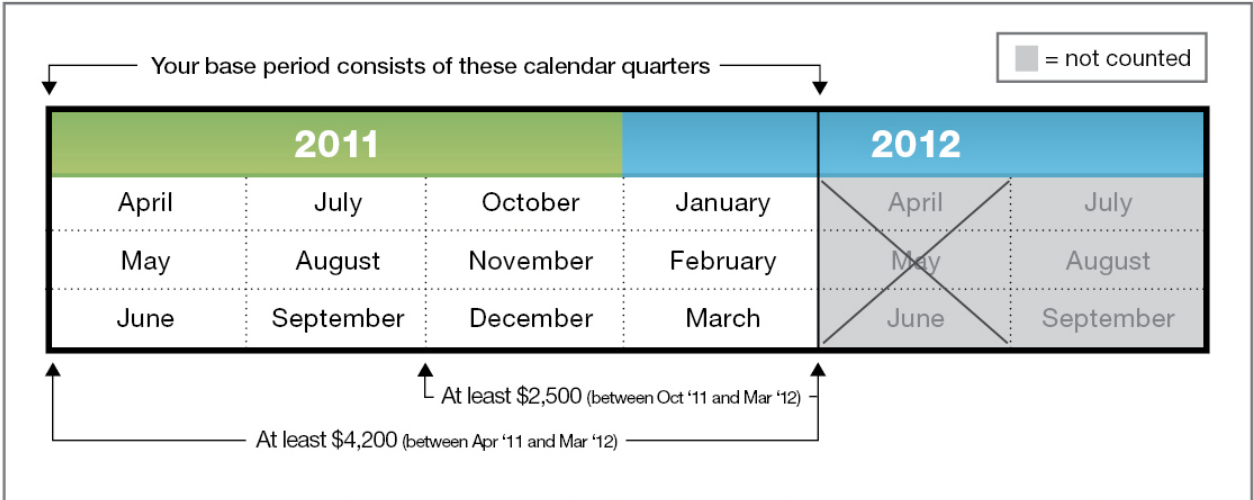 Your base period consists of these calendar quarters
= not counted
2011 2012
April July October January April July
May August November February May August
June September December March June September
At least $2,500 (between Oct ‘11 and Mar ‘12)
At least $4,200 (between Apr ‘11 and Mar ‘12)